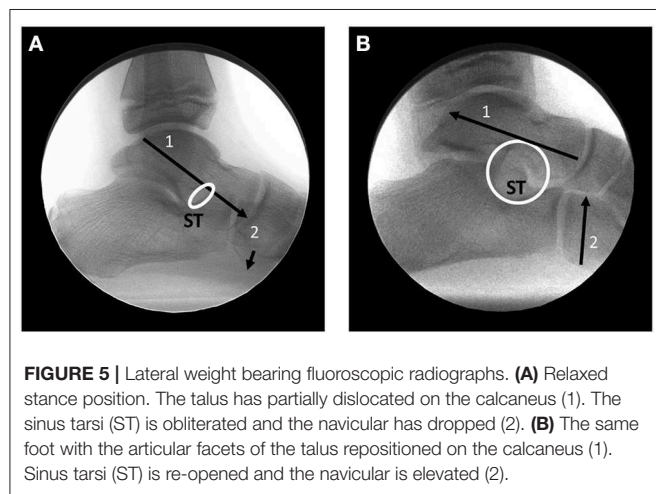 A
B
1
1
ST
ST
2
2
FIGURE 5 | Lateral weight bearing fluoroscopic radiographs. (A) Relaxed
stance position. The talus has partially dislocated on the calcaneus (1). The
sinus tarsi (ST) is obliterated and the navicular has dropped (2). (B) The same
foot with the articular facets of the talus repositioned on the calcaneus (1).
Sinus tarsi (ST) is re-opened and the navicular is elevated (2).